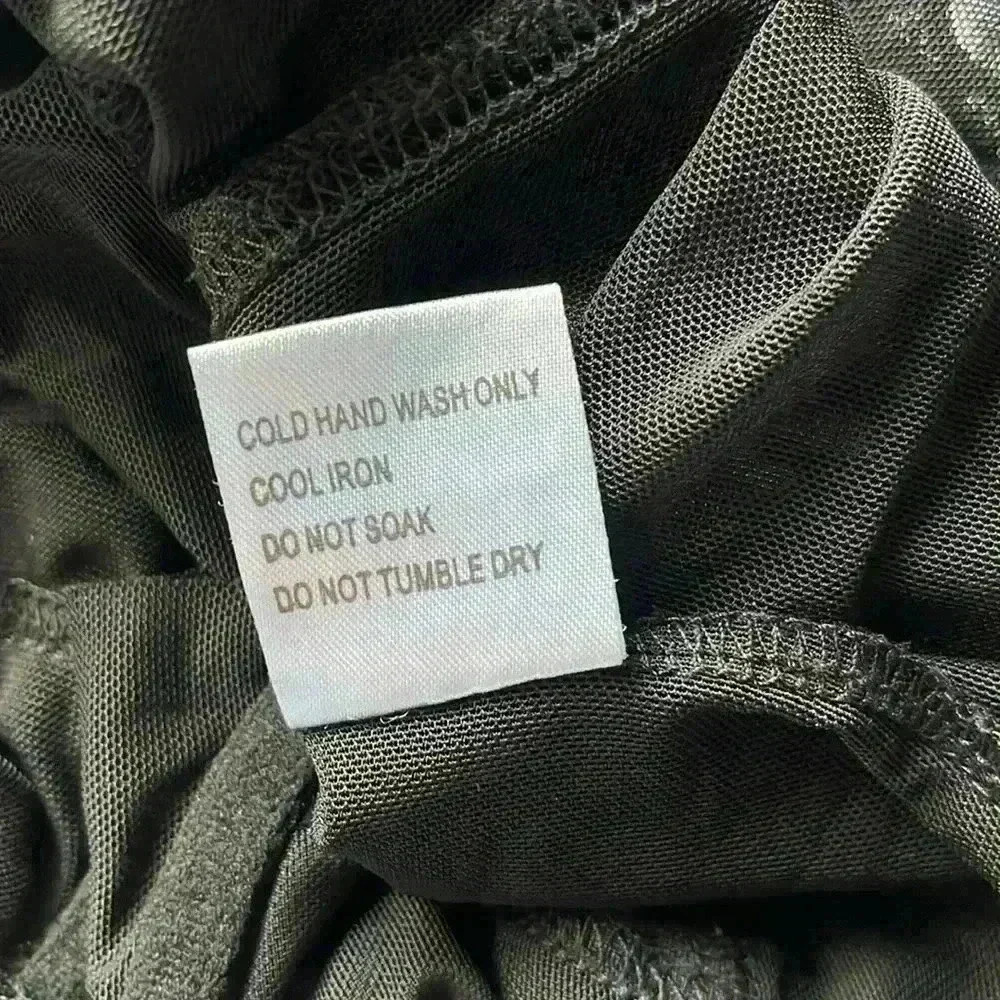 COLD HAND WASH ONLY
COOL IRON
DO NOT SOAK
DO NOT TUMBLE DRY